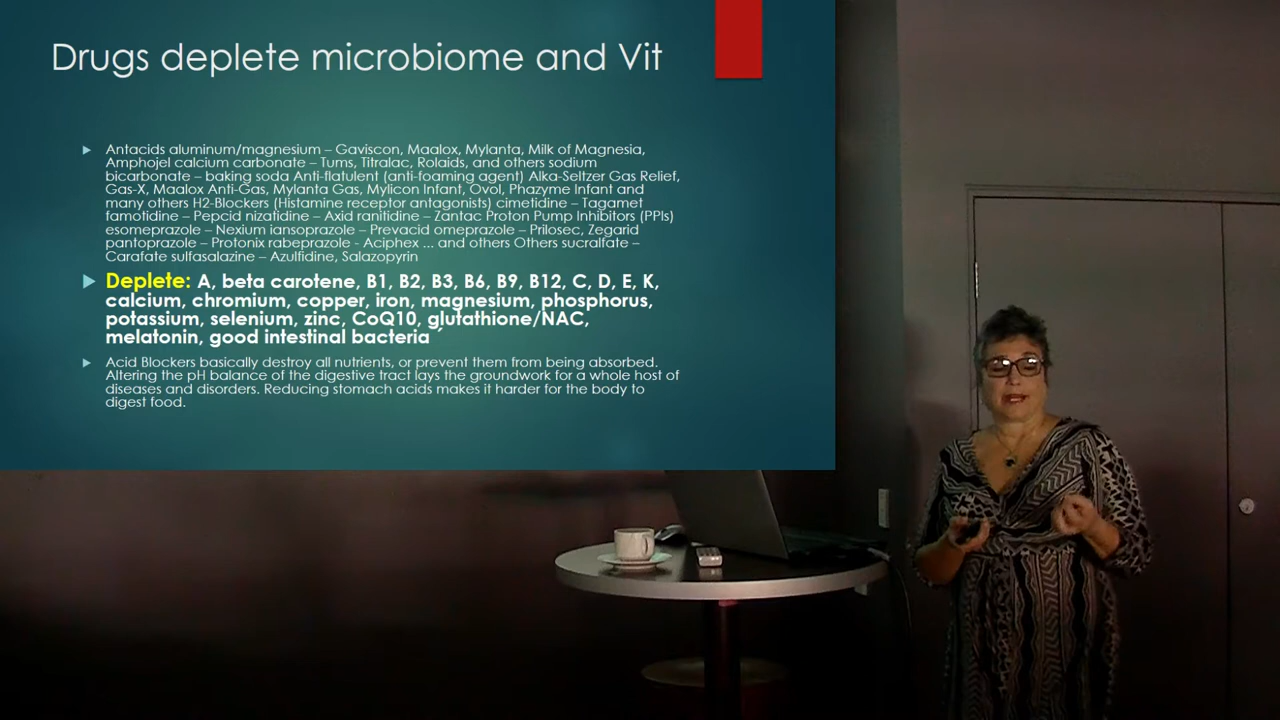 Drugs deplete microbiome and Vit
Antacids aluminum/magnesium – Gaviscon, Maalox, Mylanta, Milk of Magnesia,
Amphojel calcium carbonate – Tums, Titralac, Rolaids, and others sodium
bicarbonate – baking soda Anti-flatulent (anti-foaming agent) Alka-Seltzer Gas Relief,
Gas-X, Maalox Anti-Gas, Mylanta Gas, Mylicon Infant, Ovol, Phazyme Infant and
many others H2-Blockers (Histamine receptor antagonists) cimetidine – Tagamet
famotidine – Pepcid nizatidine – Axid ranitidine – Zantac Proton Pump Inhibitors (PPIs)
esomeprazole – Nexium iansoprazole – Prevacid omeprazole – Prilosec, Zegarid
pantoprazole – Protonix rabeprazole - Aciphex ... and others Others sucralfate –
Carafate sulfasalazine – Azulfidine, Salazopyrin
Deplete: A, beta carotene, B1, B2, B3, B6, B9, B12, C, D, E, K,
calcium, chromium, copper, iron, magnesium, phosphorus,
potassium, selenium, zinc, CoQ10, glutathione/NAC,
melatonin, good intestinal bacteria ´
Acid Blockers basically destroy all nutrients, or prevent them from being absorbed.
Altering the pH balance of the digestive tract lays the groundwork for a whole host of
diseases and disorders. Reducing stomach acids makes it harder for the body to
digest food.